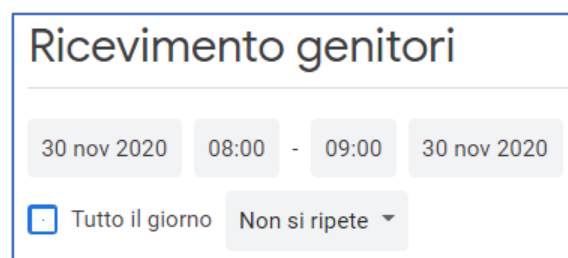 Ricevimento genitori
30 nov 2020 08:00 - 09:00 30 nov 2020
Tutto il giorno Non si ripete